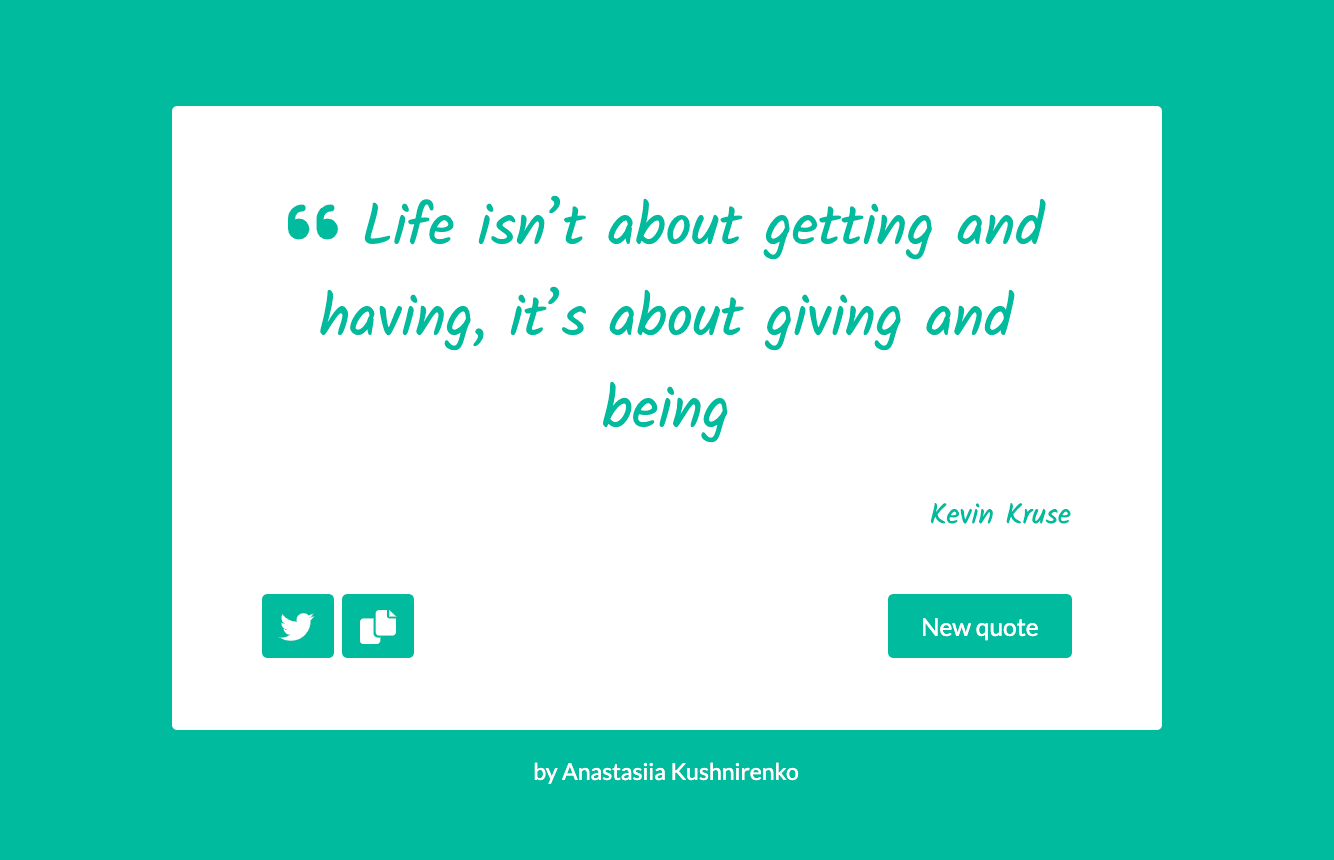 “ Life isn’t about getting and
having, it’s about giving and
being
Kevin Kruse
New quote
by Anastasiia Kushnirenko